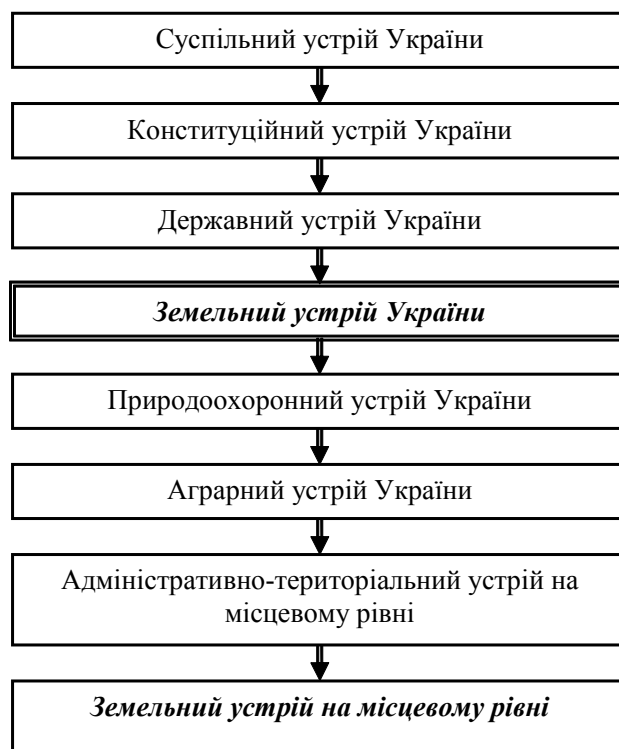 Суспільний устрій України
Конституційний устрій України
Державний устрій України
Земельний устрій України
Природоохоронний устрій України
Аграрний устрій України
Адміністративно-територіальний устрій на
місцевому рівні
Земельний устрій на місцевому рівні